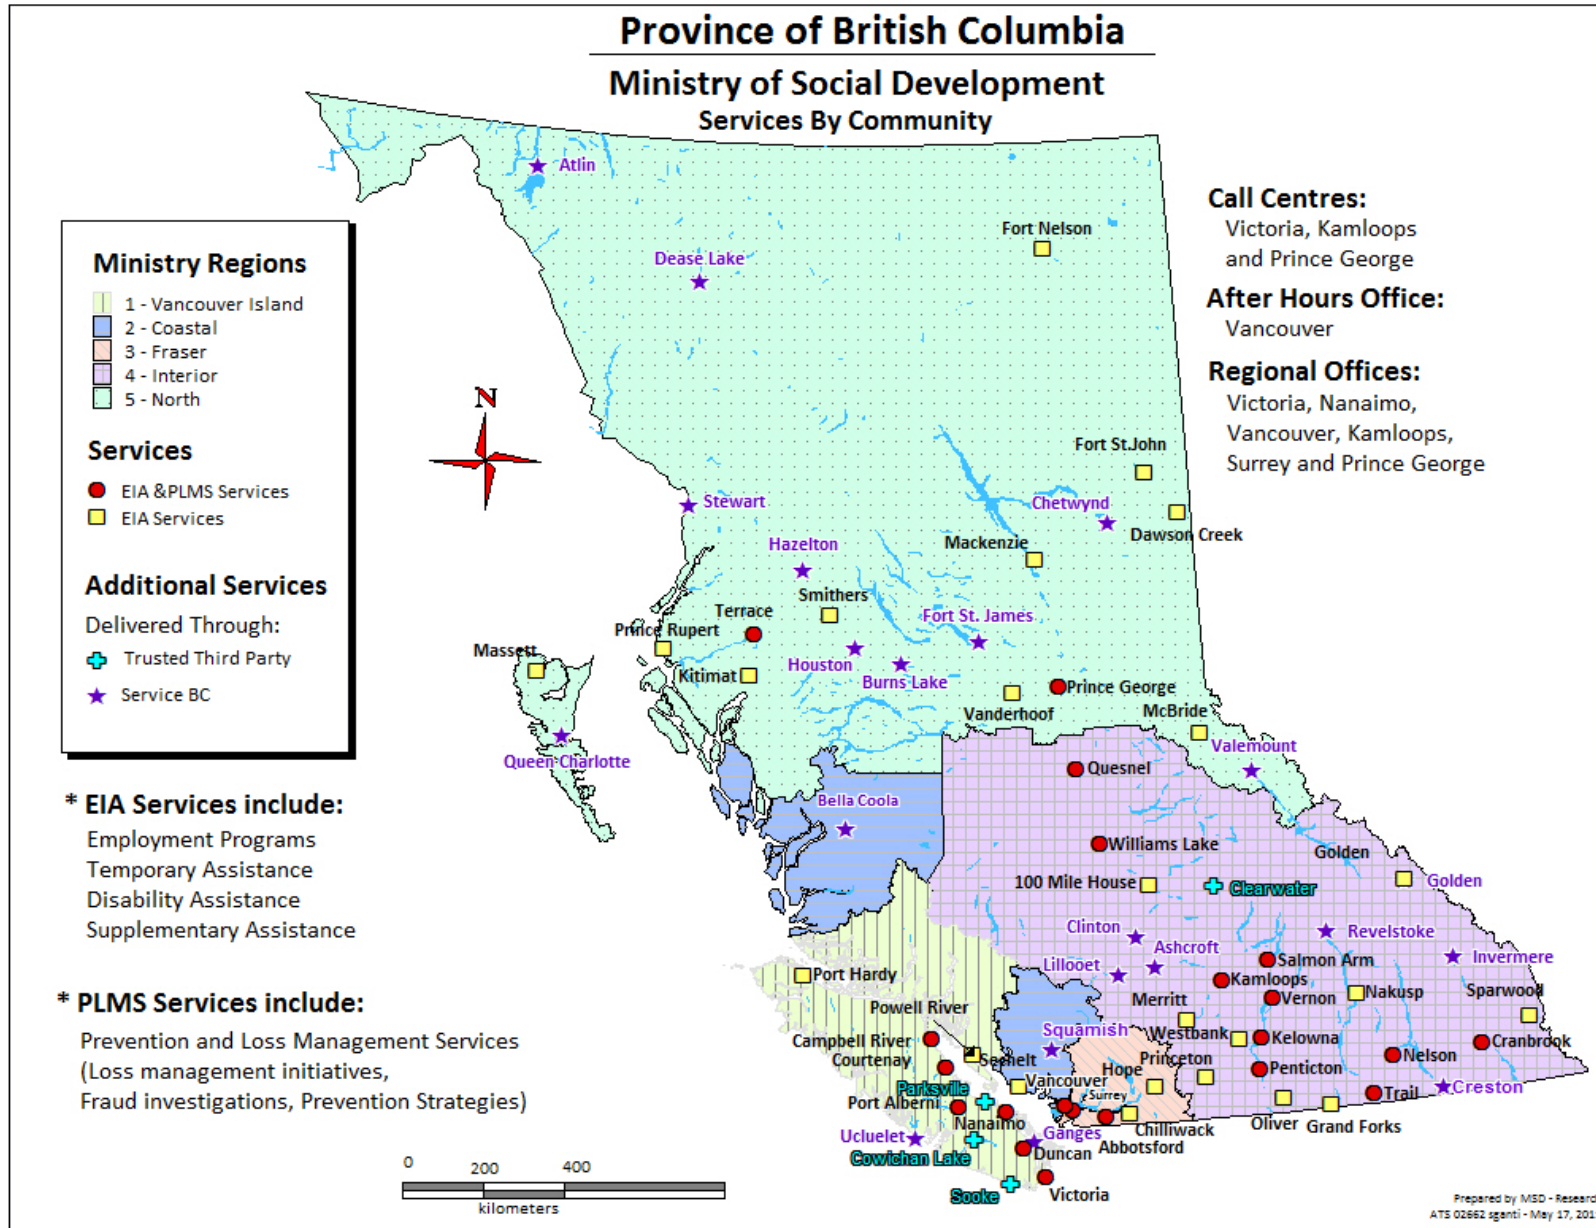 Province of British Columbia
Ministry of Social Development
Services By Community
Call Centres:
Victoria, Kamloops
and Prince George
After Hours Office:
Vancouver
Regional Offices:
Victoria, Nanaimo,
Vancouver, Kamloops,
Surrey and Prince George
Ministry Regions
1 - Vancouver Island
2 - Coastal
3 - Fraser
4 - Interior
5 - North
Services
EIA &PLMS Services
EIA Services
Additional Services
Delivered Through:
Trusted Third Party
Service BC
* EIA Services include:
Employment Programs
Temporary Assistance
Disability Assistance
Supplementary Assistance
* PLMS Services include:
Prevention and Loss Management Services
(Loss management initiatives,
Fraud investigations, Prevention Strategies)
N
Atlin
Fort Nelson
Dease Lake
Fort St.John
Stewart
Chetwynd
Dawson Creek
Hazelton
Mackenzie
Smithers
Terrace
Fort St. James
Prince Rupert
Massett
Houston
Kitimat
Burns Lake
Prince George
Vanderhoof
McBride
Valemount
Queen Charlotte
Quesnel
Bella Coola
Williams Lake
Golden
100 Mile House
Clearwater
Golden
Clinton
Revelstoke
Ashcroft
Invermere
Lillooet
Salmon Arm
Port Hardy
Kamloops
Nakusp
Sparwood
Merritt
Vernon
Powell River
Squamish
Westbank
Campbell River
Kelowna
Cranbrook
Courtenay
Sechelt
Princeton
Nelson
Hope
Penticton
Parksville
Vancouver
Surrey
Creston
Trail
Port Alberni
Nanaimo
Oliver
Grand Forks
Chilliwack
Ucluelet
Ganges
Abbotsford
Duncan
Cowichan Lake
Sooke
Victoria
0 200 400
kilometers
Prepared by MSD - Researc
ATS 02662 sganti - May 17, 201